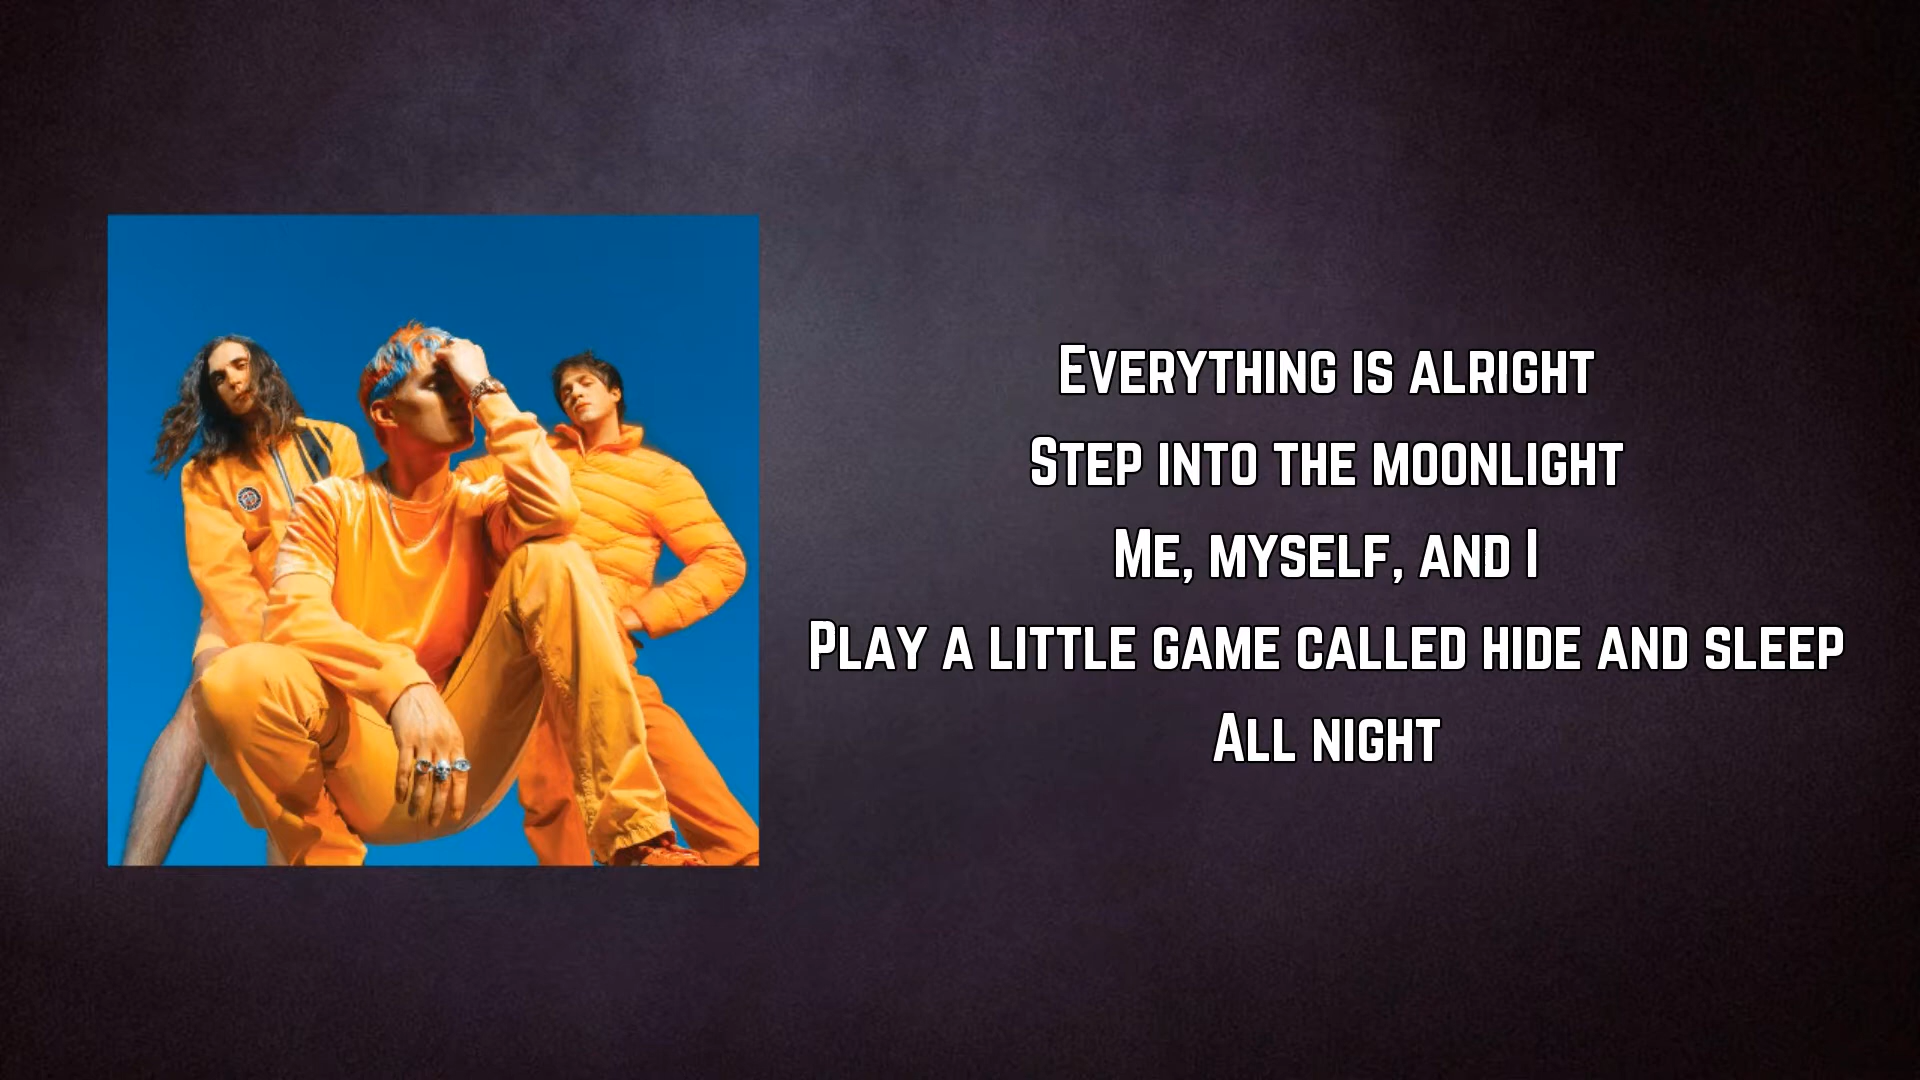 Everything is alright
Step into the moonlight
Me, myself, and I
Play a little game called hide and sleep
All night